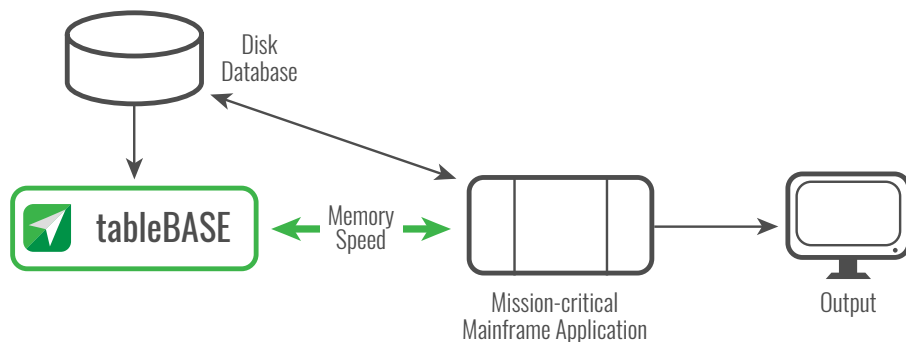 Disk
Database
tableBASE
Memory
Speed
Mission-critical
Mainframe Application
Output